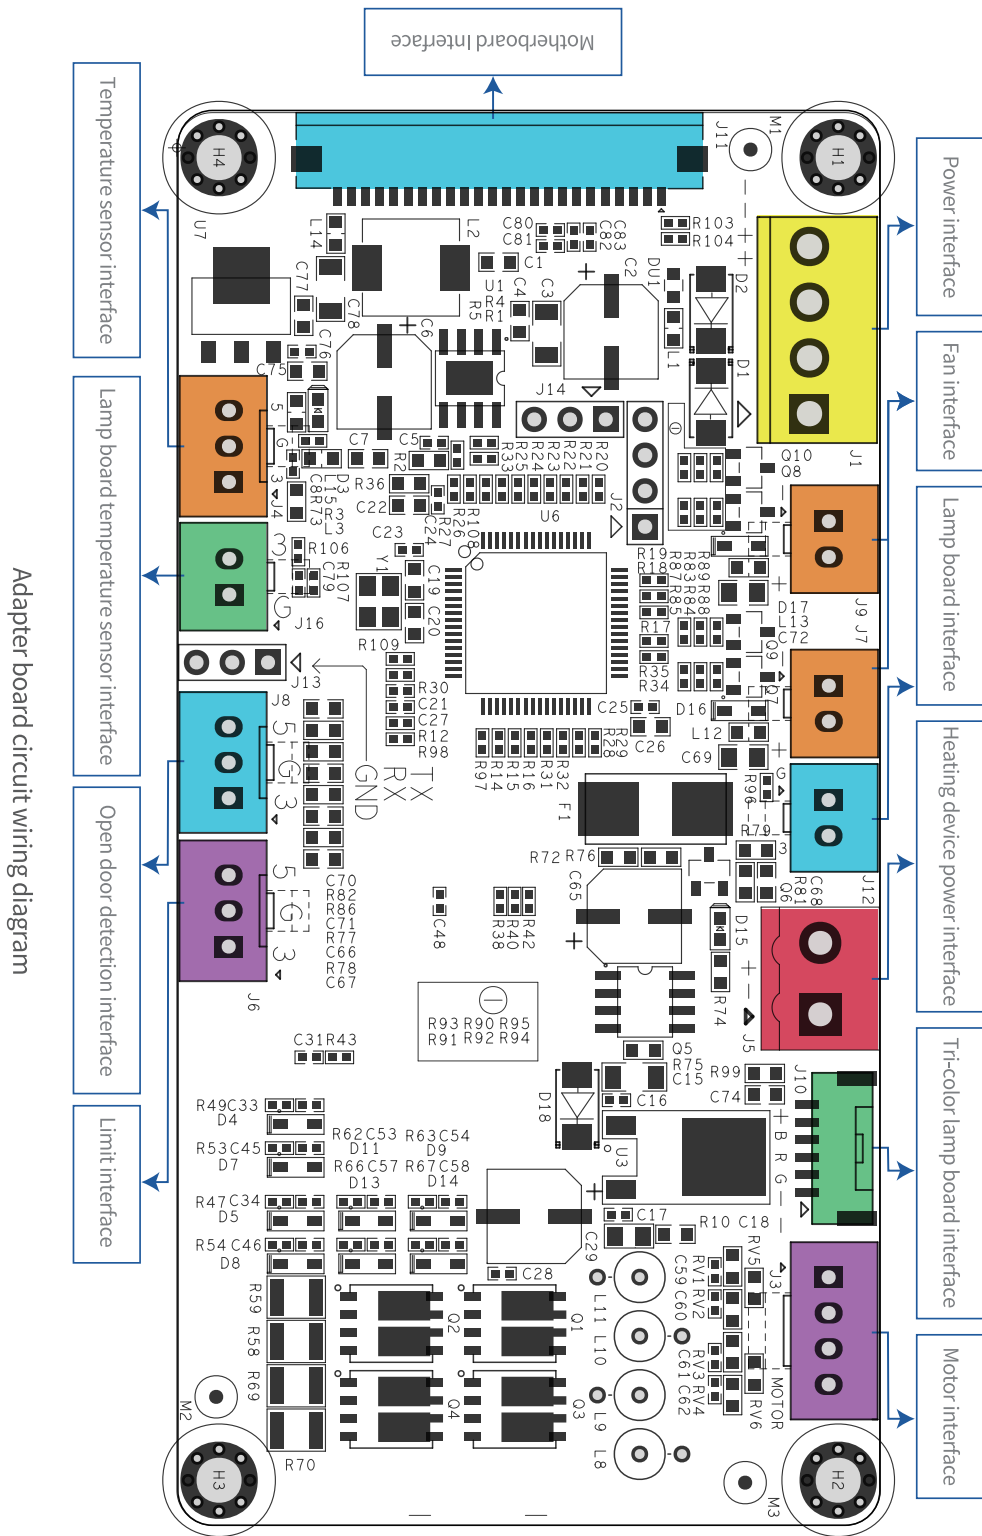 Motherboard Interface
Temperature sensor interface
Lamp board temperature sensor interface
Open door detection interface
Limit interface
Power interface
Fan interface
Lamp board interface
Heating device power interface
Tri-color lamp board interface
Motor interface
Adapter board circuit wiring diagram
H4
J11
M1
H1
U7
L14
L2
C80
C81
C82
C83
R103
R104
C77
C78
C6
U1
R4
R1
R5
C1
C4
C3
C2
DU1
L1
D2
D1
J1
C76
C75
J14
Q10
Q8
5
G
3
J4
C8
R73
L15
R3
L3
D3
C7
R2
C5
R36
C22
C23
C24
R27
R26
R108
R33
R25
R24
R23
R22
R21
R20
U6
J2
R19
R18
R87
R83
R84
R85
R89
R88
J9 J7
3
G
R106
C79
R107
J16
Y1
C19
C20
R109
R17
R35
R34
D17
L13
C72
Q9
Q7
D16
L12
C69
J13
J8
5
G
3
R30
C21
C27
R12
R98
TX
RX
GND
C25
C26
R97
R14
R15
R16
R31
R32
R28
R29
F1
G
R96
R79
3
J12
5
G
3
J6
C70
R82
R86
C71
R77
C66
R78
C67
C48
R38
R40
R42
R72
R76
C65
Q6
R81
C68
D15
R74
J5
R93 R90 R95
R91 R92 R94
C31 R43
Q5
R75
C15
C16
D18
U3
R99
C74
J10
+ B R G -
R49 C33
D4
R53 C45
D7
R47 C34
D5
R54 C46
D8
R62 C53
D11
R66 C57
D13
R63 C54
D9
R67 C58
D14
C17
R10 C18
C29
C28
R59
R58
R69
R70
Q2
Q1
Q4
Q3
L11
L10
L9
L8
C59
C60
C61
C62
RV1
RV2
RV3
RV4
RV5
RV6
J3
MOTOR
M2
H3
M3
H2